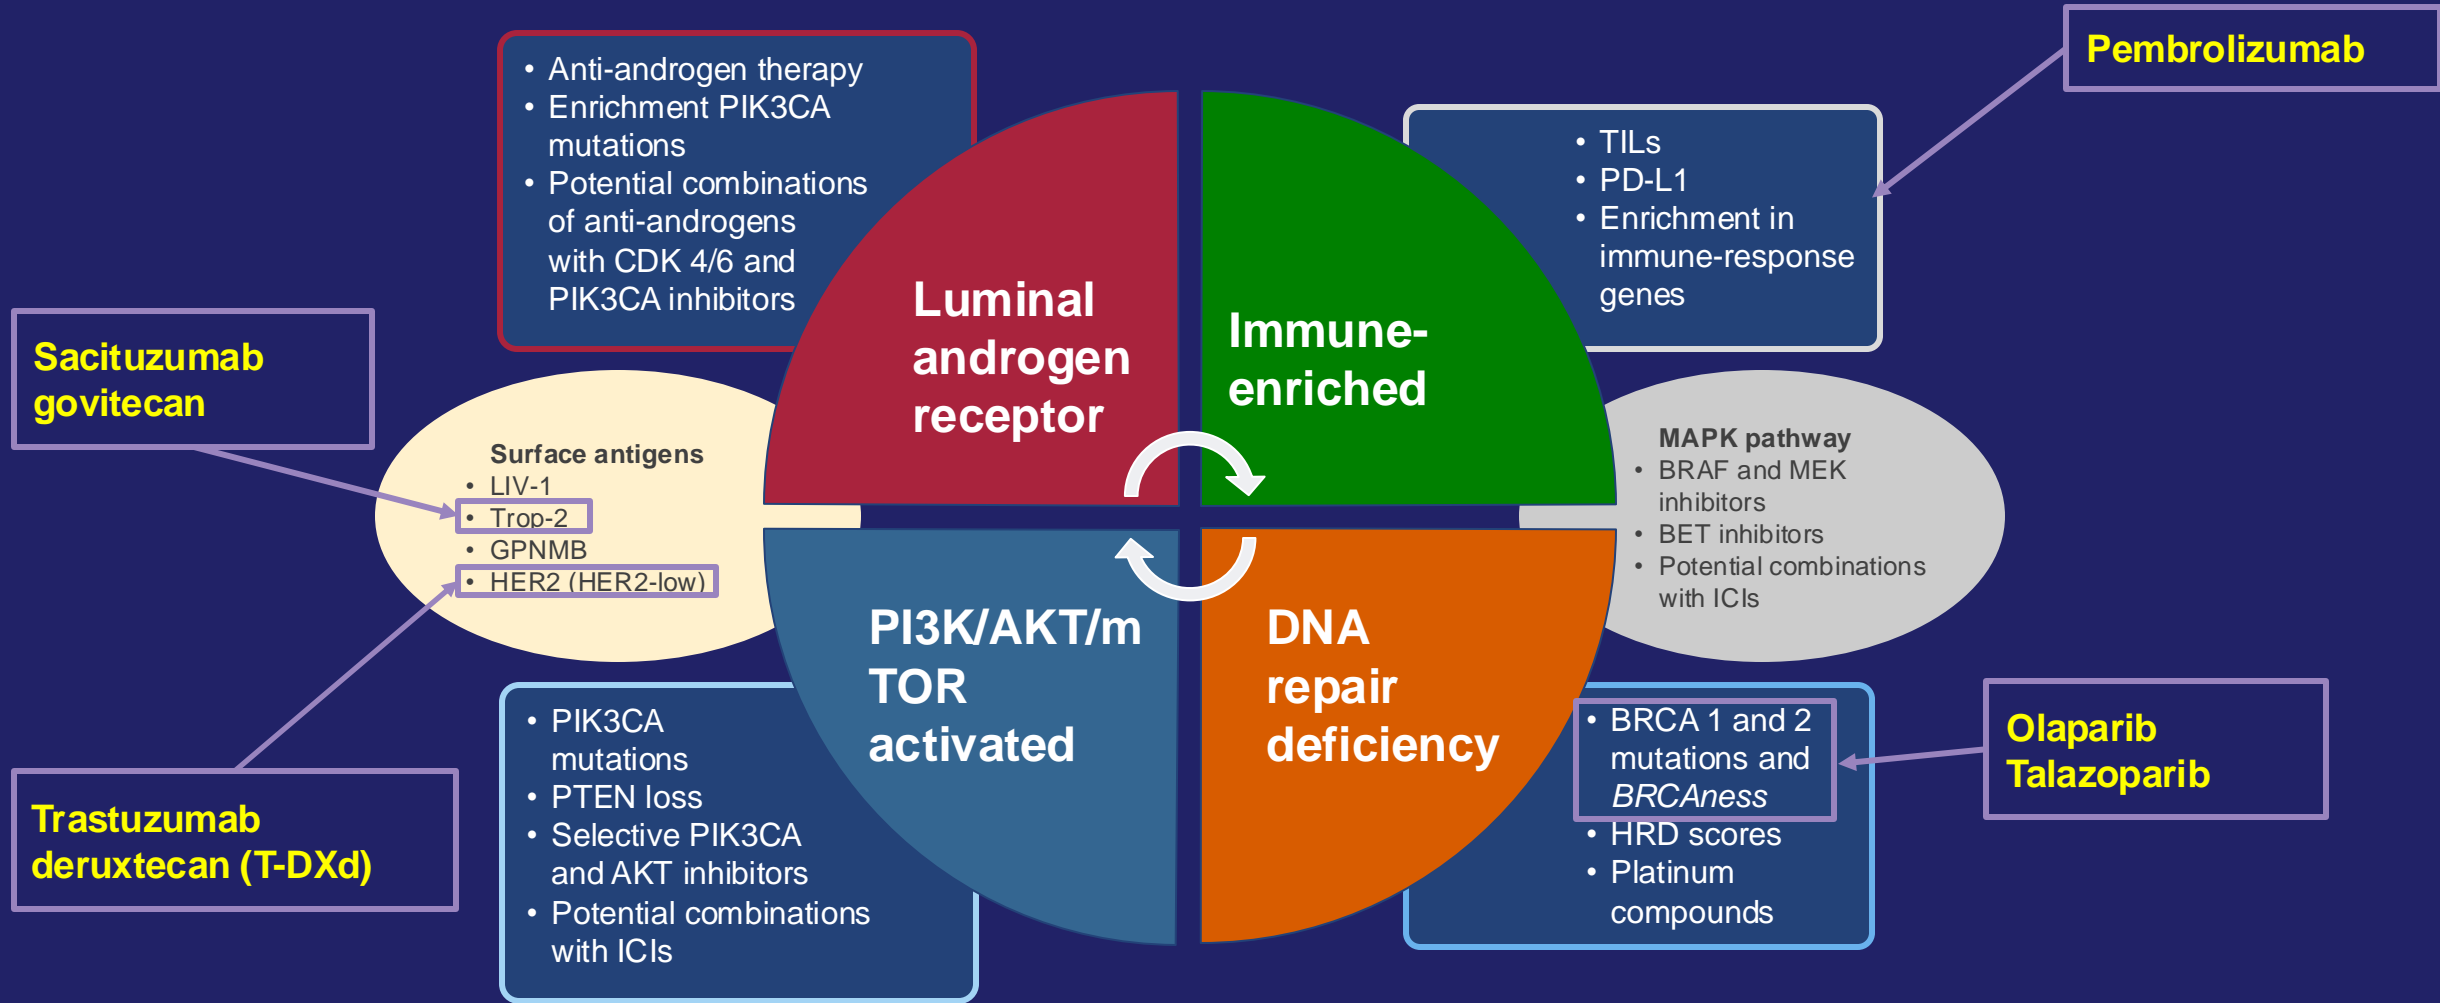 • Anti-androgen therapy
• Enrichment PIK3CA
mutations
• Potential combinations
of anti-androgens
with CDK 4/6 and
PIK3CA inhibitors
Luminal
androgen
receptor
Immune-
enriched
• TILs
• PD-L1
• Enrichment in
immune-response
genes
Pembrolizumab
Sacituzumab
govitecan
Surface antigens
• LIV-1
• Trop-2
• GPNMB
• HER2 (HER2-low)
MAPK pathway
• BRAF and MEK
inhibitors
• BET inhibitors
• Potential combinations
with ICIs
Trastuzumab
deruxtecan (T-DXd)
• PIK3CA
mutations
• PTEN loss
• Selective PIK3CA
and AKT inhibitors
• Potential combinations
with ICIs
PI3K/AKT/m
TOR
activated
DNA
repair
deficiency
• BRCA 1 and 2
mutations and
BRCAness
• HRD scores
• Platinum
compounds
Olaparib
Talazoparib